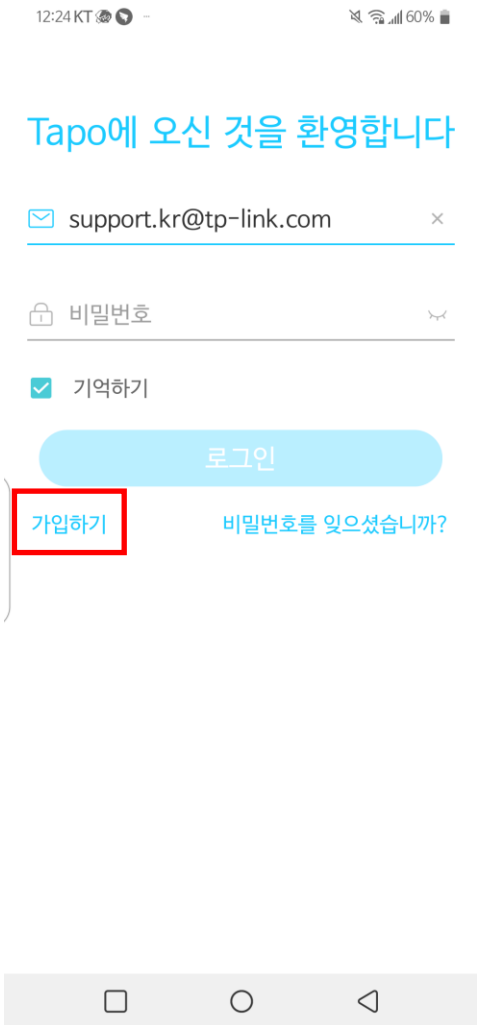 12:24 KT 60%
Tapo에 오신 것을 환영합니다
support.kr@tp-link.com
비밀번호
기억하기
로그인
가입하기 비밀번호를 잊으셨습니까?